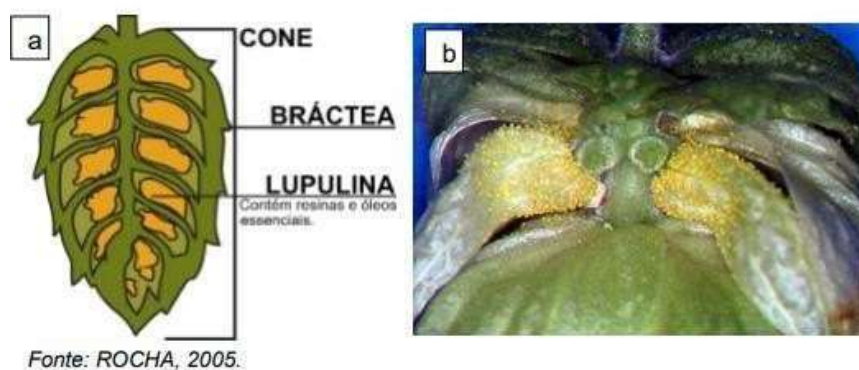 a
CONE
BRÁCTEA
LUPULINA
Contém resinas e óleos
essenciais.
b
Fonte: ROCHA, 2005.